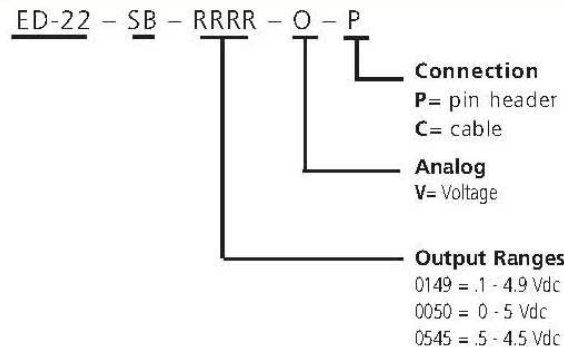 ED-22 – SB – RRRR – O – P
Connection
P= pin header
C= cable
Analog
V= Voltage
Output Ranges
0149 = .1 - 4.9 Vdc
0050 = 0 - 5 Vdc
0545 = .5 - 4.5 Vdc